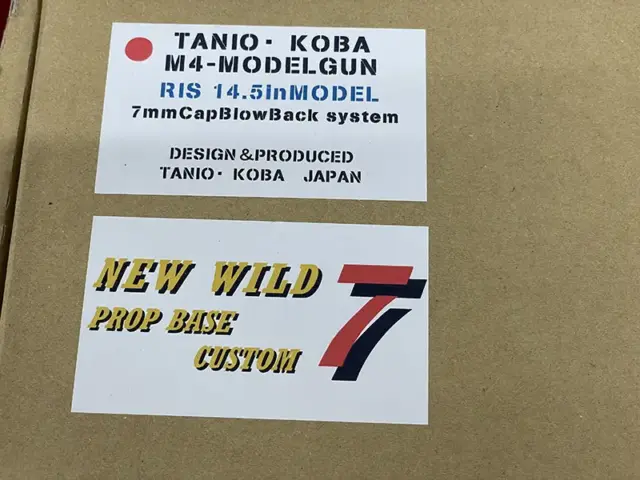 TANIO・ KOBA
M4-MODELGUN
RIS 14.5inMODEL
7mmCapBlowBack system
DESIGN&PRODUCED
TANIO・ KOBA JAPAN
NEW WILD 7
PROP BASE
CUSTOM